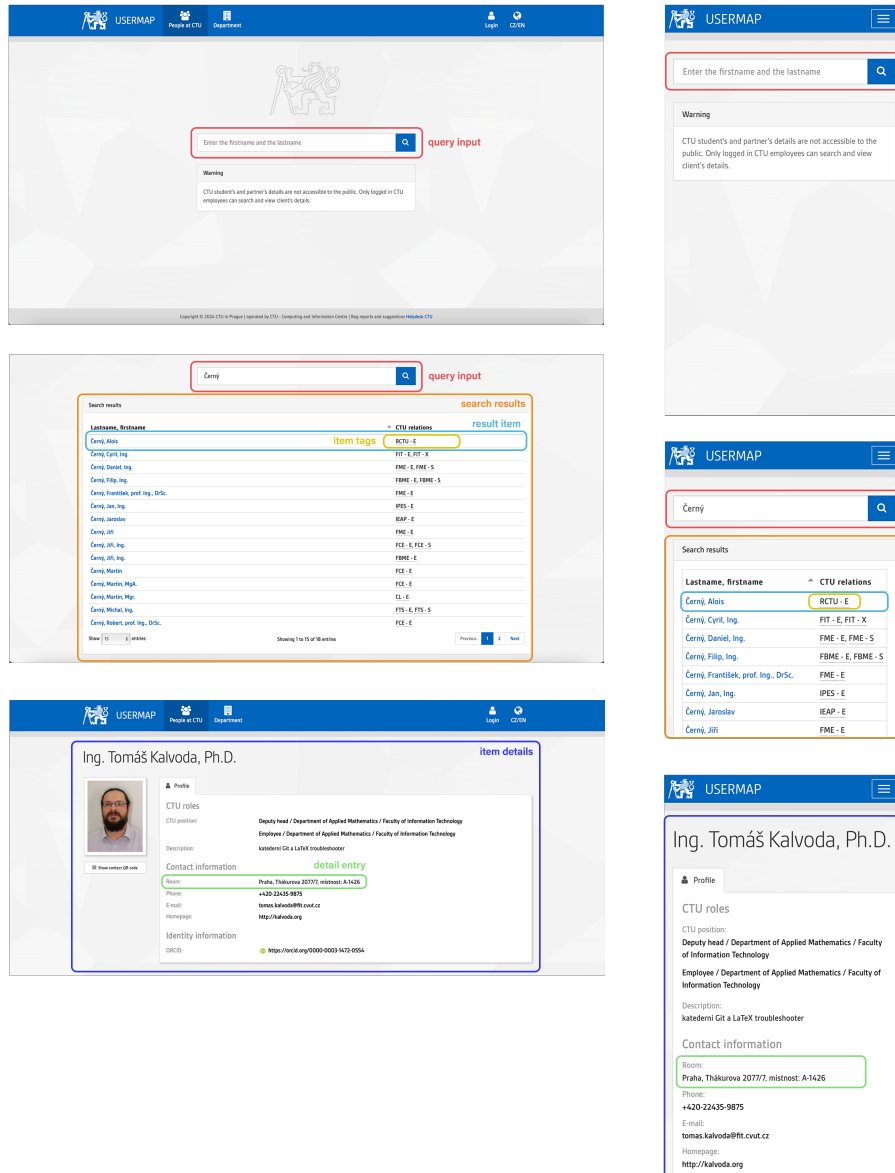 USERMAP
People at CTU
Department
Login
CZ/EN
Enter the firstname and the lastname
query input
Warning
CTU student's and partner's details are not accessible to the public. Only logged in CTU
employees can search and view client's details.
Copyright © 2024 CTU in Prague | operated by CTU - Computing and Information Centre | Bug reports and suggestions Helpdesk CTU
Černý
query input
Search results
search results
Lastname, firstname
CTU relations
result item
Černý, Alois
item tags
RCTU - E
Černý, Cyril, Ing.
FIT - E, FIT - X
Černý, Daniel, Ing.
FME - E, FME - S
Černý, Filip, Ing.
FBME - E, FBME - S
Černý, František, prof. Ing., DrSc.
FME - E
Černý, Jan, Ing.
IPES - E
Černý, Jaroslav
IEAP - E
Černý, Jiří
FME - E
Černý, Jiří, Ing.
FCE - E, FCE - S
Černý, Jiří, Ing.
FBME - E
Černý, Martin
FCE - E
Černý, Martin, MgA.
FCE - E
Černý, Martin, Mgr.
CL - E
Černý, Michal, Ing.
FTS - E, FTS - S
Černý, Robert, prof. Ing., DrSc.
FCE - E
Show 15 entries
Showing 1 to 15 of 18 entries
Previous 1 2 Next
USERMAP
People at CTU
Department
Login
CZ/EN
Ing. Tomáš Kalvoda, Ph.D.
item details
Show contact QR code
Profile
CTU roles
CTU position:
Deputy head / Department of Applied Mathematics / Faculty of Information Technology
Employee / Department of Applied Mathematics / Faculty of Information Technology
Description:
katederní Git a LaTeX troubleshooter
Contact information
detail entry
Room:
Praha, Thákurova 2077/7, místnost: A-1426
Phone:
+420-22435-9875
E-mail:
tomas.kalvoda@fit.cvut.cz
Homepage:
http://kalvoda.org
Identity information
ORCID:
https://orcid.org/0000-0003-1472-0554
USERMAP
Enter the firstname and the lastname
Warning
CTU student's and partner's details are not accessible to the
public. Only logged in CTU employees can search and view
client's details.
USERMAP
Černý
Search results
Lastname, firstname
CTU relations
Černý, Alois
RCTU - E
Černý, Cyril, Ing.
FIT - E, FIT - X
Černý, Daniel, Ing.
FME - E, FME - S
Černý, Filip, Ing.
FBME - E, FBME - S
Černý, František, prof. Ing., DrSc.
FME - E
Černý, Jan, Ing.
IPES - E
Černý, Jaroslav
IEAP - E
Černý, Jiří
FME - E
USERMAP
Ing. Tomáš Kalvoda, Ph.D.
Profile
CTU roles
CTU position:
Deputy head / Department of Applied Mathematics / Faculty
of Information Technology
Employee / Department of Applied Mathematics / Faculty of
Information Technology
Description:
katederní Git a LaTeX troubleshooter
Contact information
Room:
Praha, Thákurova 2077/7, místnost: A-1426
Phone:
+420-22435-9875
E-mail:
tomas.kalvoda@fit.cvut.cz
Homepage:
http://kalvoda.org